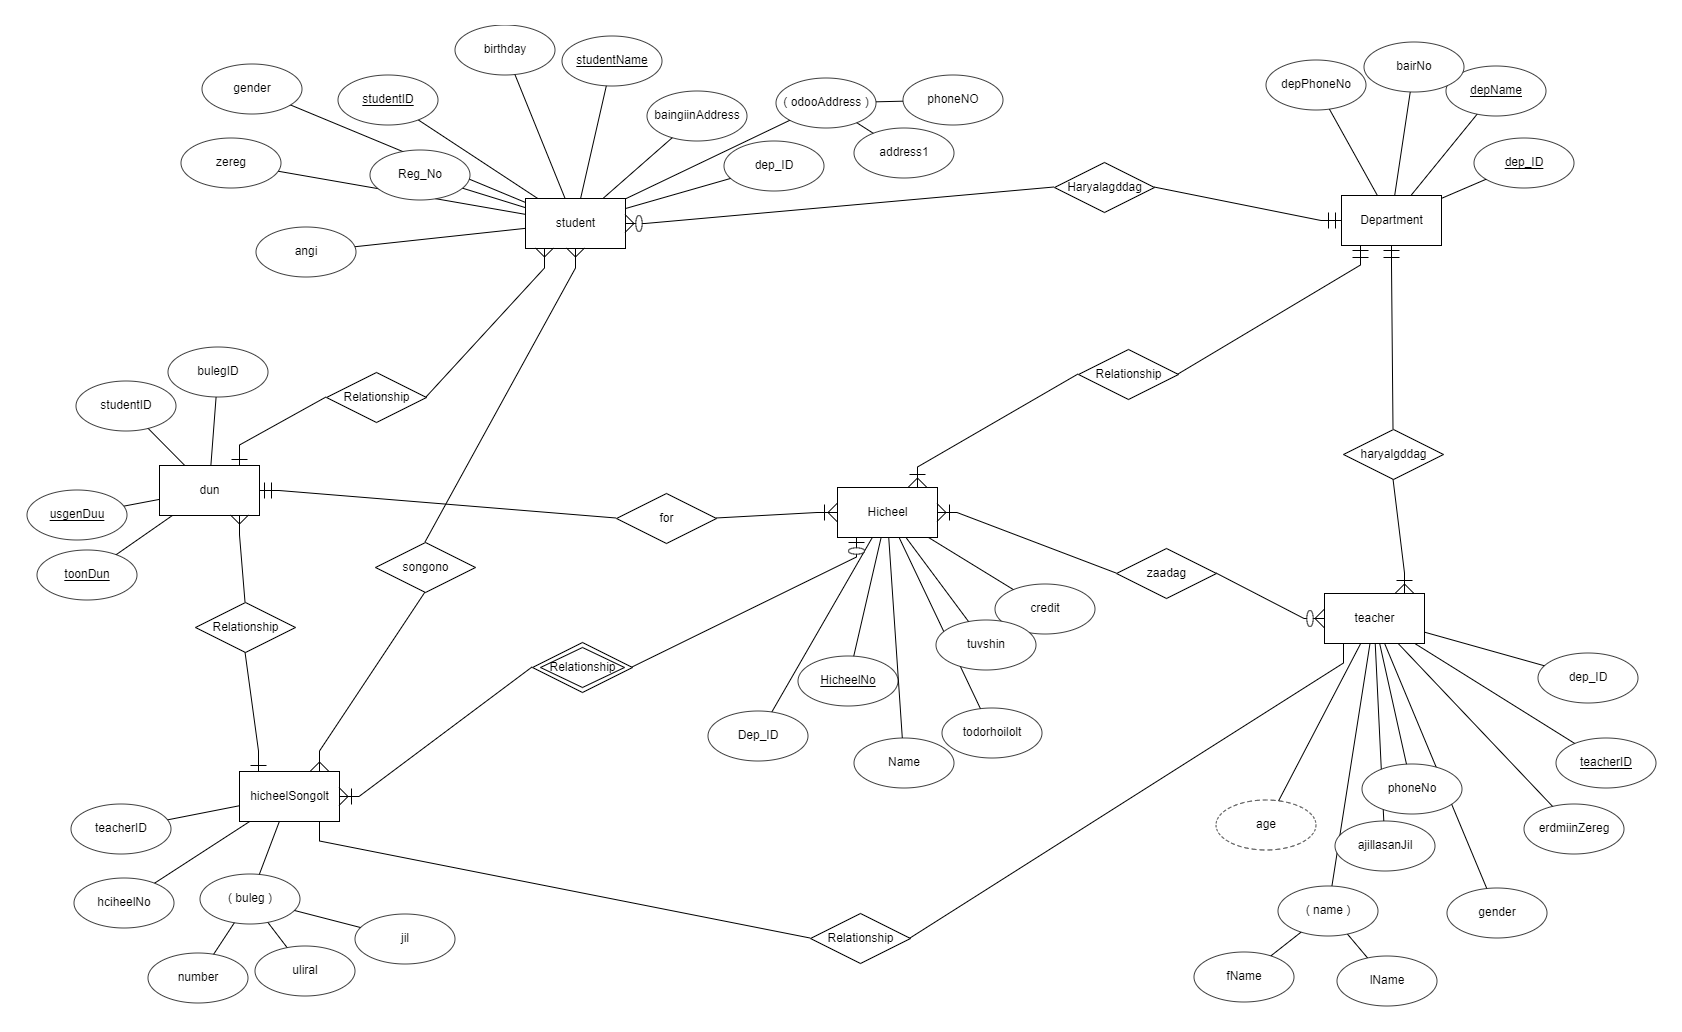 birthday
studentName
gender
studentID
( odooAddress )
phoneNO
baingiinAddress
address1
zereg
Reg_No
dep_ID
angi
student
bairNo
depPhoneNo
depName
dep_ID
Haryalagddag
Department
bulegID
studentID
Relationship
Relationship
haryalgddag
dun
usgenDuu
toonDun
for
Hicheel
songono
zaadag
credit
tuvshin
teacher
Relationship
Relationship
HicheelNo
Dep_ID
todorhoilolt
Name
dep_ID
teacherID
phoneNo
age
ajillasanJil
erdmiinZereg
hicheelSongolt
teacherID
hciheelNo
( buleg )
jil
number
uliral
Relationship
( name )
gender
fName
lName